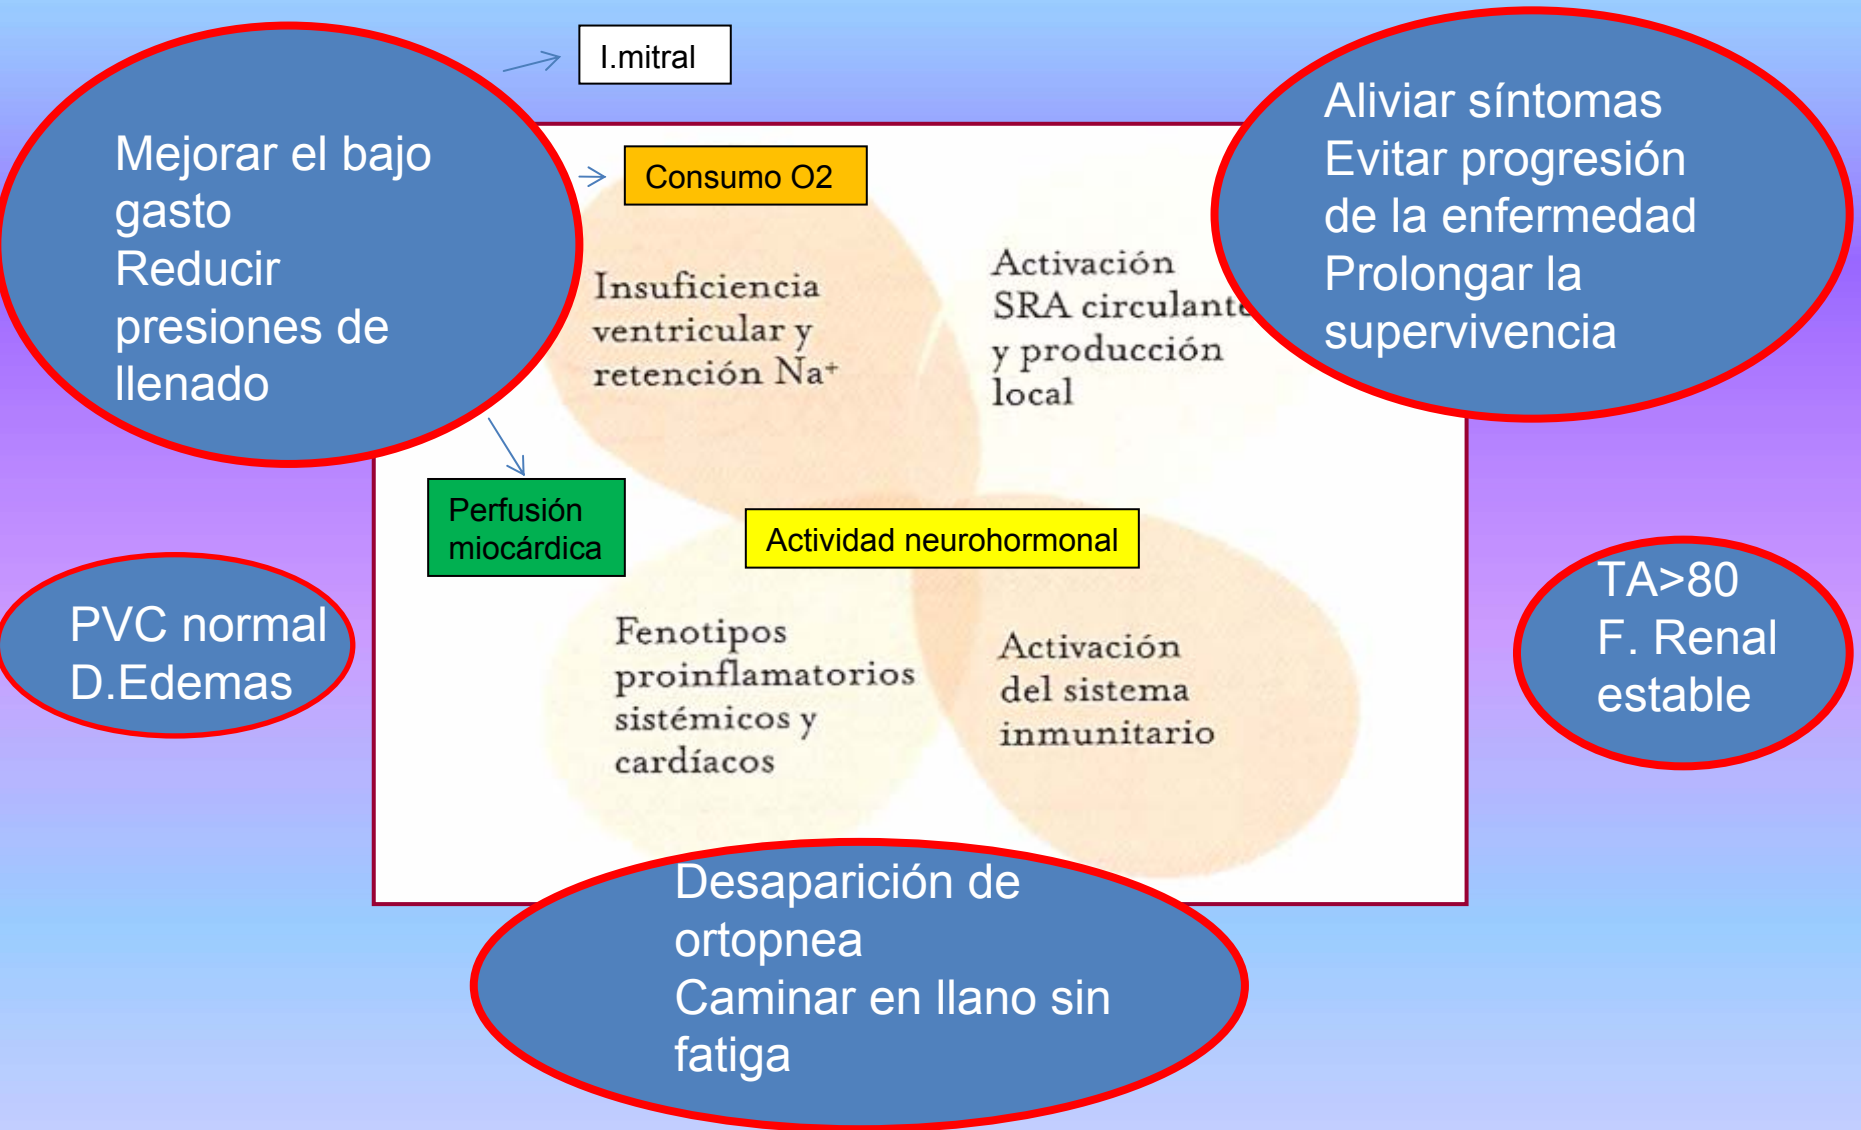 I.mitral
Mejorar el bajo
gasto
Reducir
presiones de
llenado
Consumo O2
Aliviar síntomas
Evitar progresión
de la enfermedad
Prolongar la
supervivencia
Insuficiencia
ventricular y
retención Na⁺
Activación
SRA circulante
y producción
local
Perfusión
miocárdica
Actividad neurohormonal
PVC normal
D.Edemas
TA>80
F. Renal
estable
Fenotipos
proinflamatorios
sistémicos y
cardíacos
Activación
del sistema
inmunitario
Desaparición de
ortopnea
Caminar en llano sin
fatiga